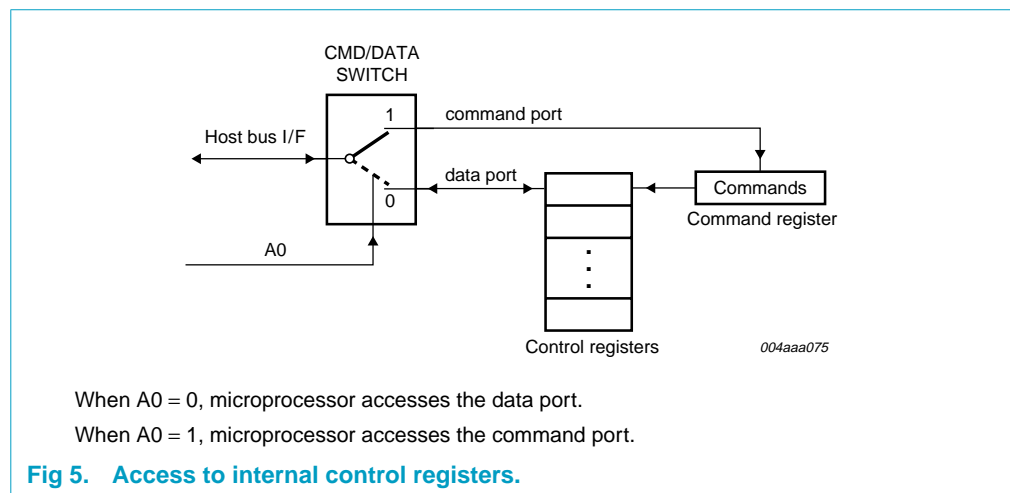 CMD/DATA
SWITCH
1
command port
Host bus I/F
data port
0
Commands
Command register
A0
Control registers
004aaa075
When A0 = 0, microprocessor accesses the data port.
When A0 = 1, microprocessor accesses the command port.
Fig 5. Access to internal control registers.